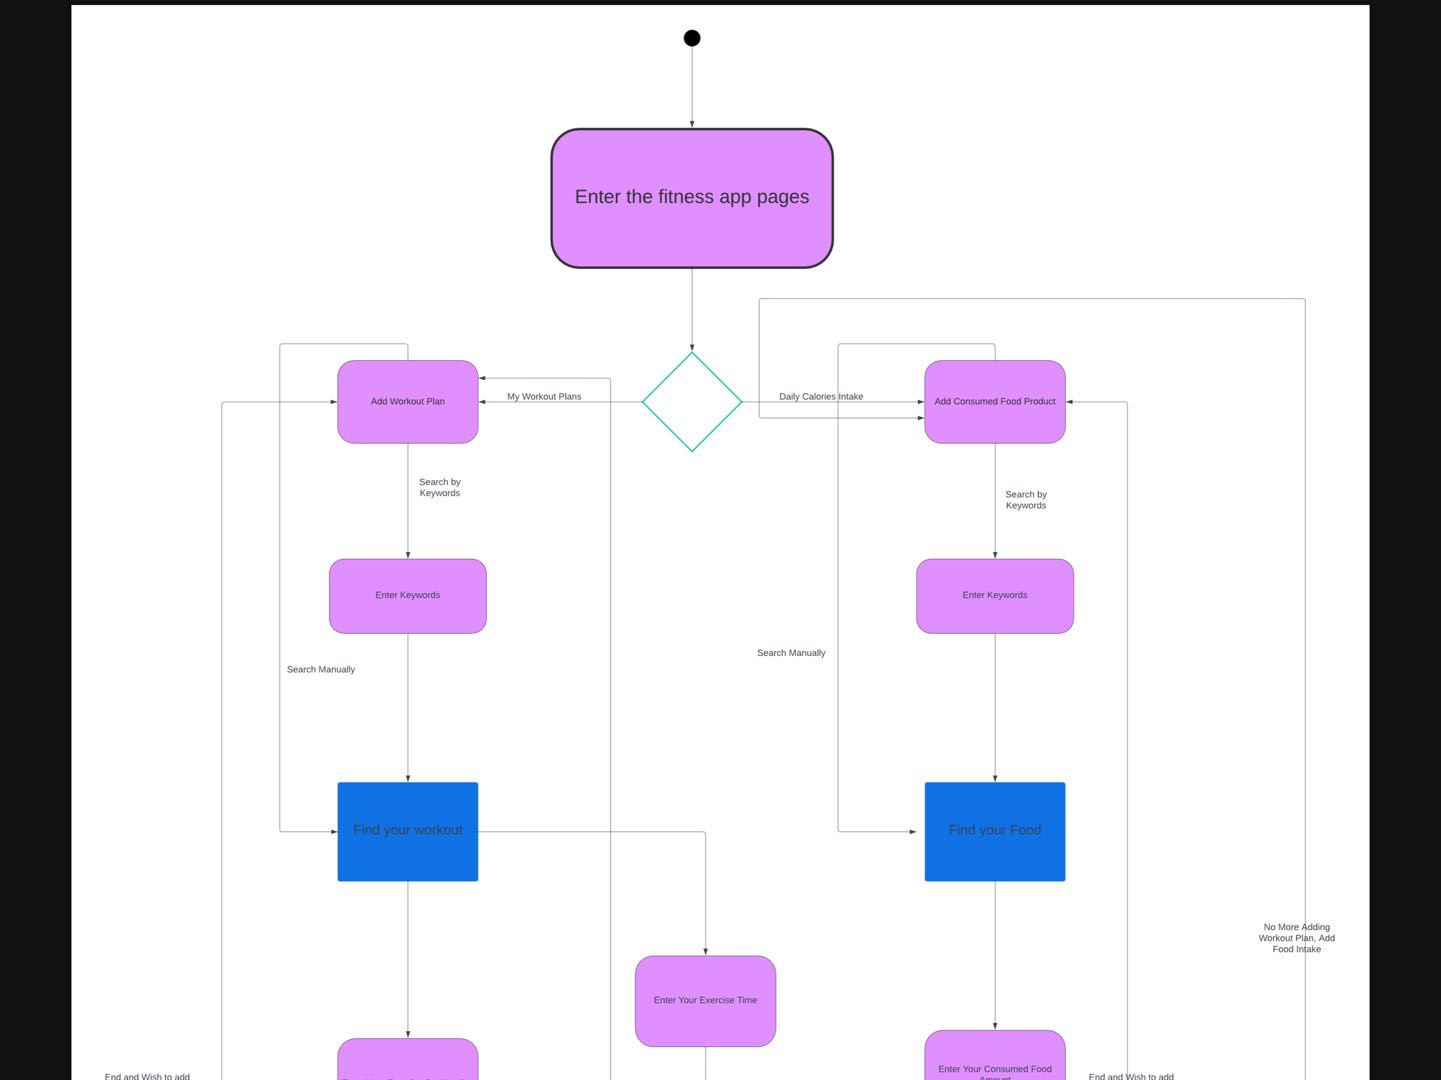 Enter the fitness app pages
My Workout Plans
Daily Calories Intake
Add Workout Plan
Add Consumed Food Product
Search by
Keywords
Search by
Keywords
Enter Keywords
Enter Keywords
Search Manually
Search Manually
Find your workout
Find your Food
No More Adding
Workout Plan, Add
Food Intake
Enter Your Exercise Time
Enter Your Consumed Food
Amount
End and Wish to add
End and Wish to add